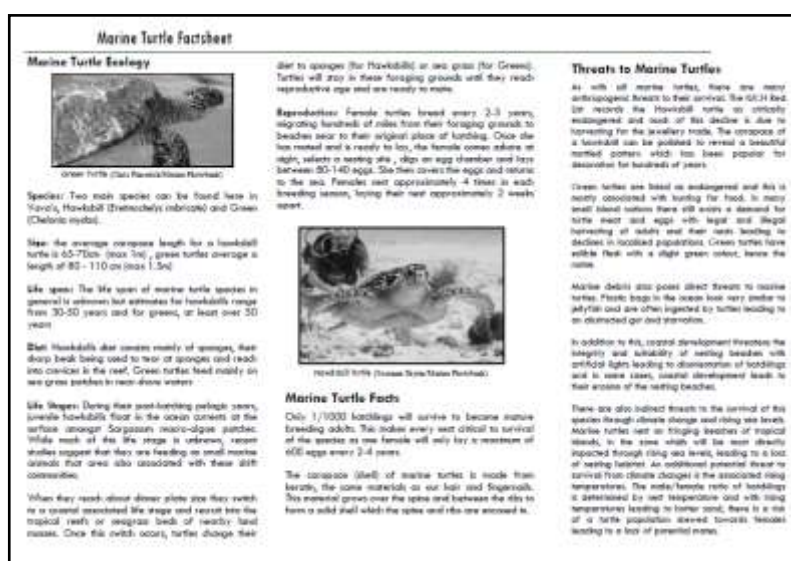 Marine Turtle Factsheet
Marine Turtle Ecology
Species: Two main species can be found here in
Vava'u, Hawksbill (Eretmochelys imbricata) and Green
(Chelonia mydas).
Size: the average carapace length for a hawksbill
turtle is 65-70cm (max 1m) , green turtles average a
length of 80 - 110 cm (max 1.5m)
Life span: The life span of marine turtle species in
general is unknown but estimates for hawksbills range
from 30-50 years and for greens, at least over 50
years
Diet: Hawksbills diet consists mainly of sponges, their
sharp beak being used to tear at sponges and reach
into crevices in the reef. Green turtles feed mainly on
sea grass patches in near-shore waters
Life Stages: During their post-hatching pelagic years,
juvenile hawksbills float in the ocean currents at the
surface amongst Sargassum macro-algae patches.
While much of this life stage is unknown, recent
studies suggest that they are feeding on small marine
animals that area also associated with these drift
communities.
When they reach about dinner plate size they switch
to a coastal associated life stage and recruit into the
tropical reefs or seagrass beds of nearby land
masses. Once this switch occurs, turtles change their
diet to sponges (for Hawksbills) or sea grass (for Greens).
Turtles will stay in these foraging grounds until they reach
reproductive age and are ready to mate.
Reproduction: Female turtles breed every 2-3 years,
migrating hundreds of miles from their foraging grounds to
beaches near to their original place of hatching. Once she
has mated and is ready to lay, the female comes ashore at
night, selects a nesting site , digs an egg chamber and lays
between 80-140 eggs. She then covers the eggs and returns
to the sea. Females nest approximately 4 times in each
breeding season, laying their nest approximately 2 weeks
apart.
Marine Turtle Facts
Only 1/1000 hatchlings will survive to become mature
breeding adults. This makes every nest critical to survival
of the species as one female will only lay a maximum of
600 eggs every 2-4 years.
The carapace (shell) of marine turtles is made from
keratin, the same materials as our hair and fingernails.
This material grows over the spine and between the ribs to
form a solid shell which the spine and ribs are encased in.
Threats to Marine Turtles
As with all marine turtles, there are many
anthropogenic threats to their survival. The IUCN Red
List records the Hawksbill turtle as critically
endangered and much of this decline is due to
harvesting for the jewellery trade. The carapace of
a hawksbill can be polished to reveal a beautiful
mottled pattern which has been popular for
decoration for hundreds of years.
Green turtles are listed as endangered and this is
mostly associated with hunting for food. In many
small island nations there still exists a demand for
turtle meat and eggs with legal and illegal
harvesting of adults and their nests leading to
declines in localised populations. Green turtles have
edible flesh with a slight green colour, hence the
name.
Marine debris also poses direct threats to marine
turtles. Plastic bags in the ocean look very similar to
jellyfish and are often ingested by turtles leading to
an obstructed gut and starvation.
In addition to this, coastal development threatens the
integrity and suitability of nesting beaches with
artificial lights leading to disorientation of hatchlings
and in some cases, coastal development leads to
their erosion of the nesting beaches.
There are also indirect threats to the survival of this
species through climate change and rising sea levels.
Marine turtles nest on fringing beaches of tropical
islands, in the zone which will be most directly
impacted through rising sea levels, leading to a loss
of nesting habitat. An additional potential threat to
survival from climate changes is the associated rising
temperatures. The male/female ratio of hatchlings
is determined by nest temperature and with rising
temperatures leading to hotter sand, there is a risk
of a turtle population skewed towards females
leading to a lack of potential mates.